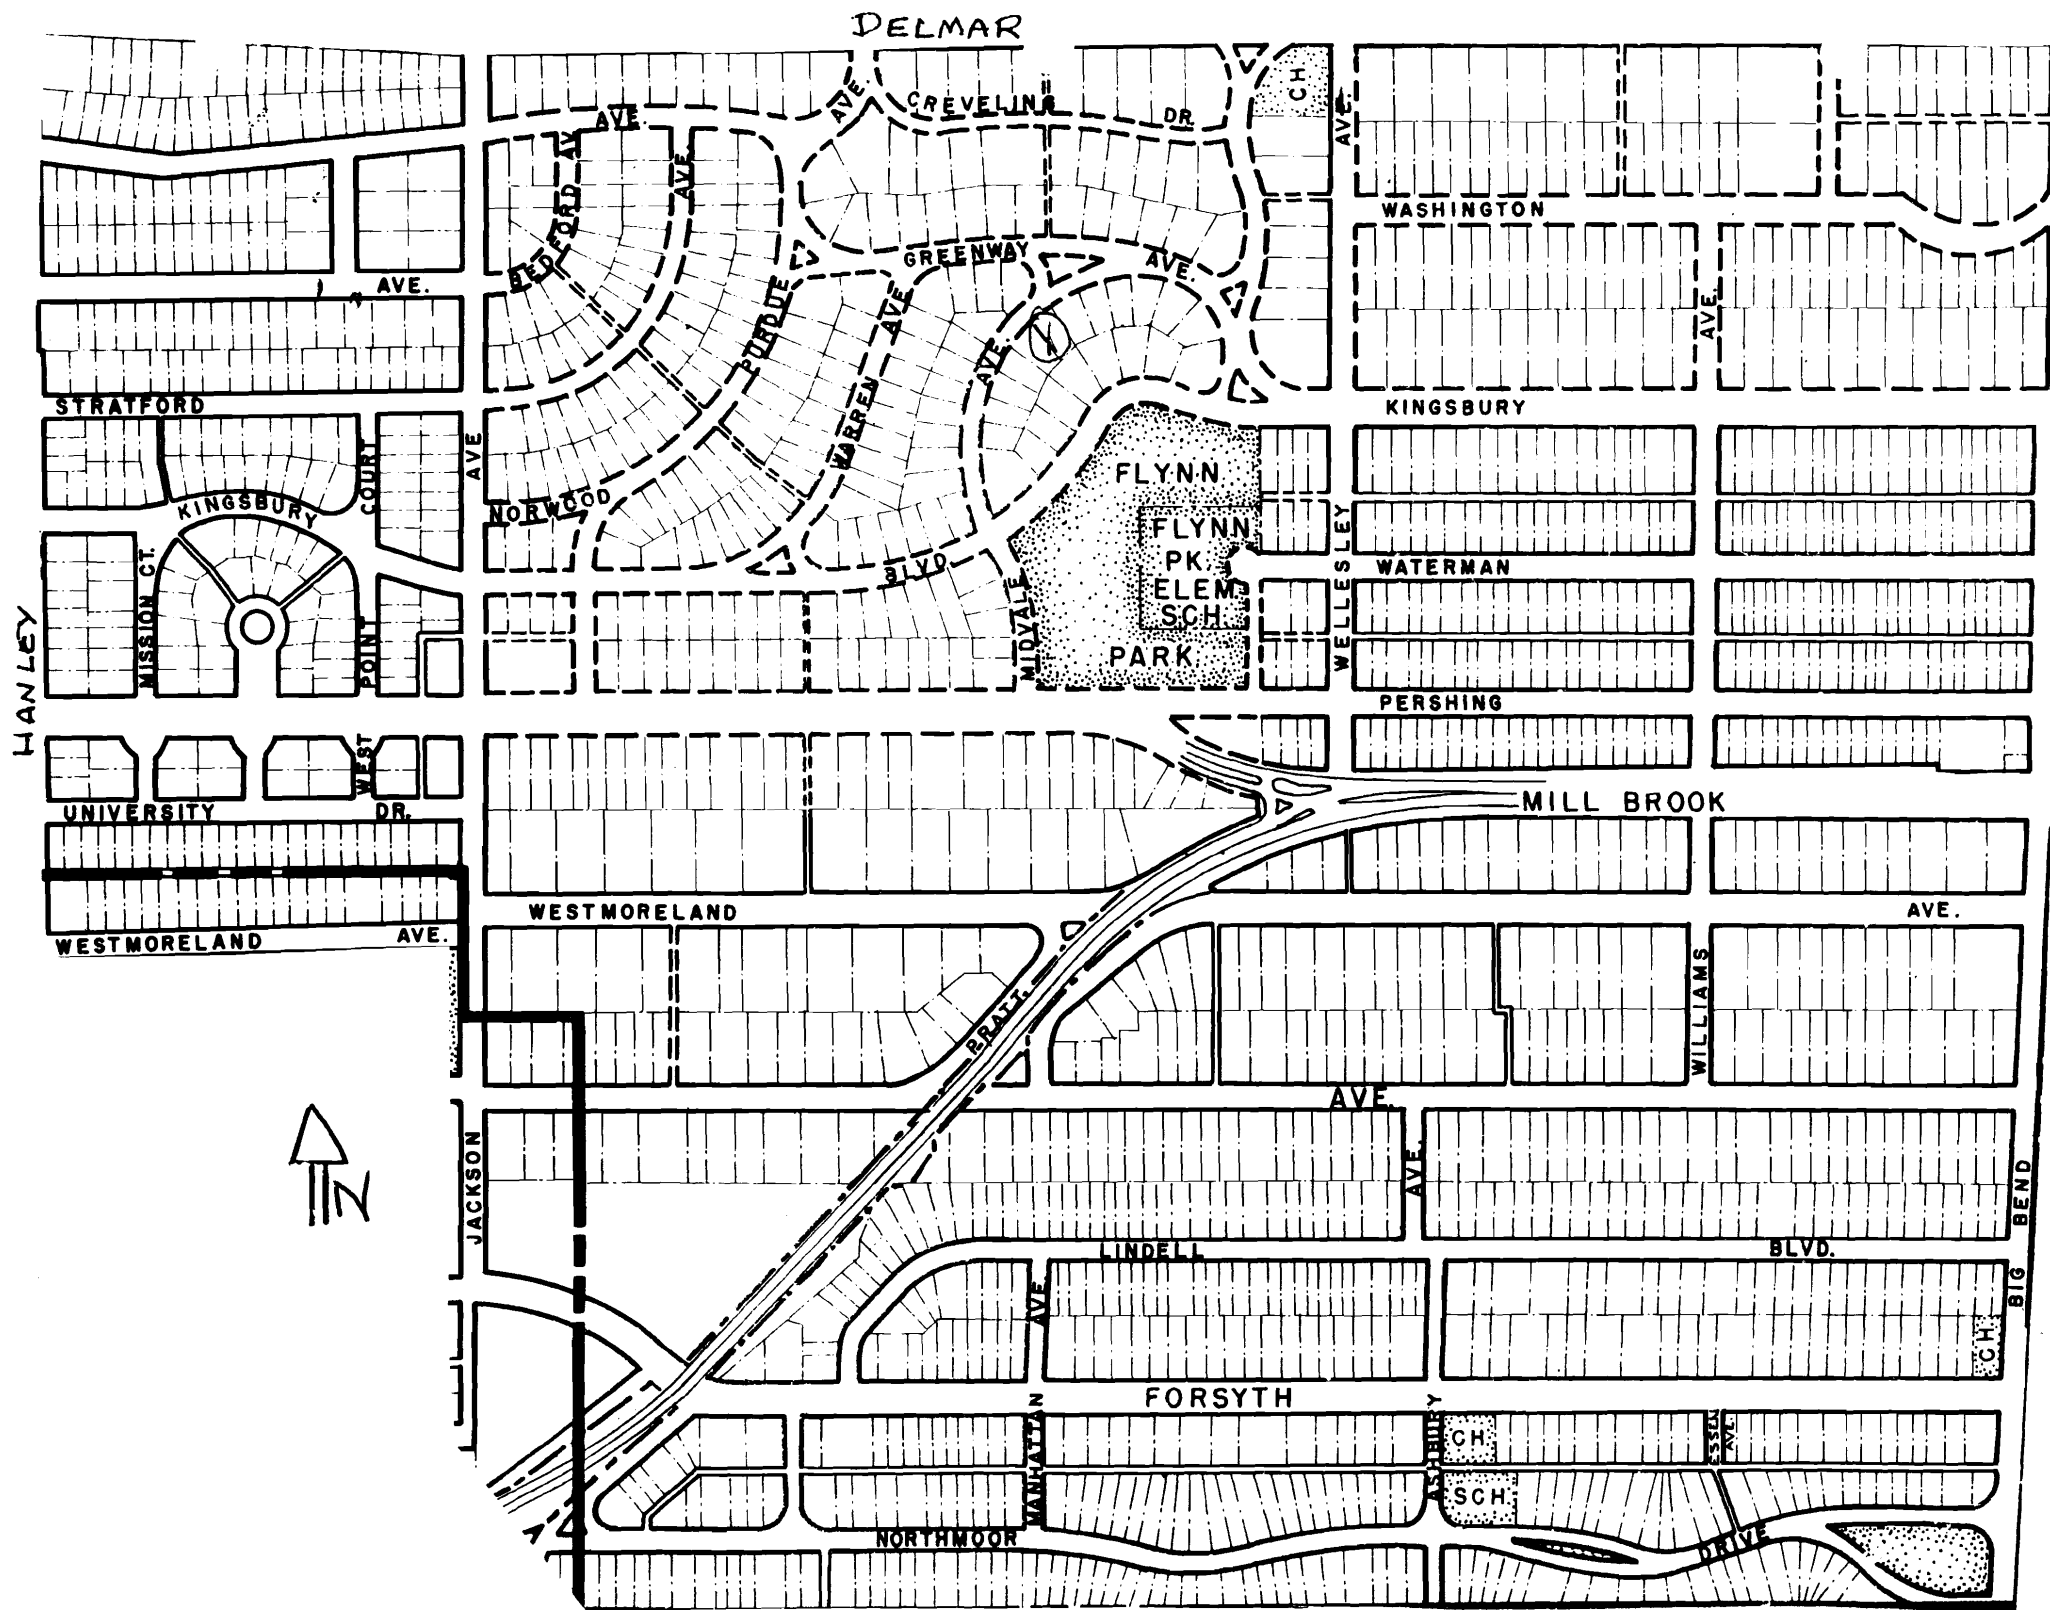 DELMAR
CH
CREVELING
DR.
AVE.
AVE.
AVE.
BEDFORD AV
AVE.
WASHINGTON
GREENWAY
AVE.
AVE.
PURDUE
AVE.
AVE.
AVE.
WARREN
STRATFORD
KINGSBURY
COURT
AVE
FLYNN
KINGSBURY
NORWOOD
FLYNN
PK.
ELEM.
SCH.
WELLESLEY
WATERMAN
BLVD
MISSION CT.
MIDVALE
POINT
HANLEY
PARK
PERSHING
WEST
UNIVERSITY
DR.
MILL BROOK
WESTMORELAND
AVE.
WESTMORELAND
AVE.
P.R.A.T.T.
WILLIAMS
AVE.
N
JACKSON
AVE.
BIG BEND
LINDELL
BLVD.
AVE.
CH
FORSYTH
MANHATTAN
ASHBURY
CH.
ESSEX AVE.
SCH.
NORTHMOOR
DRIVE